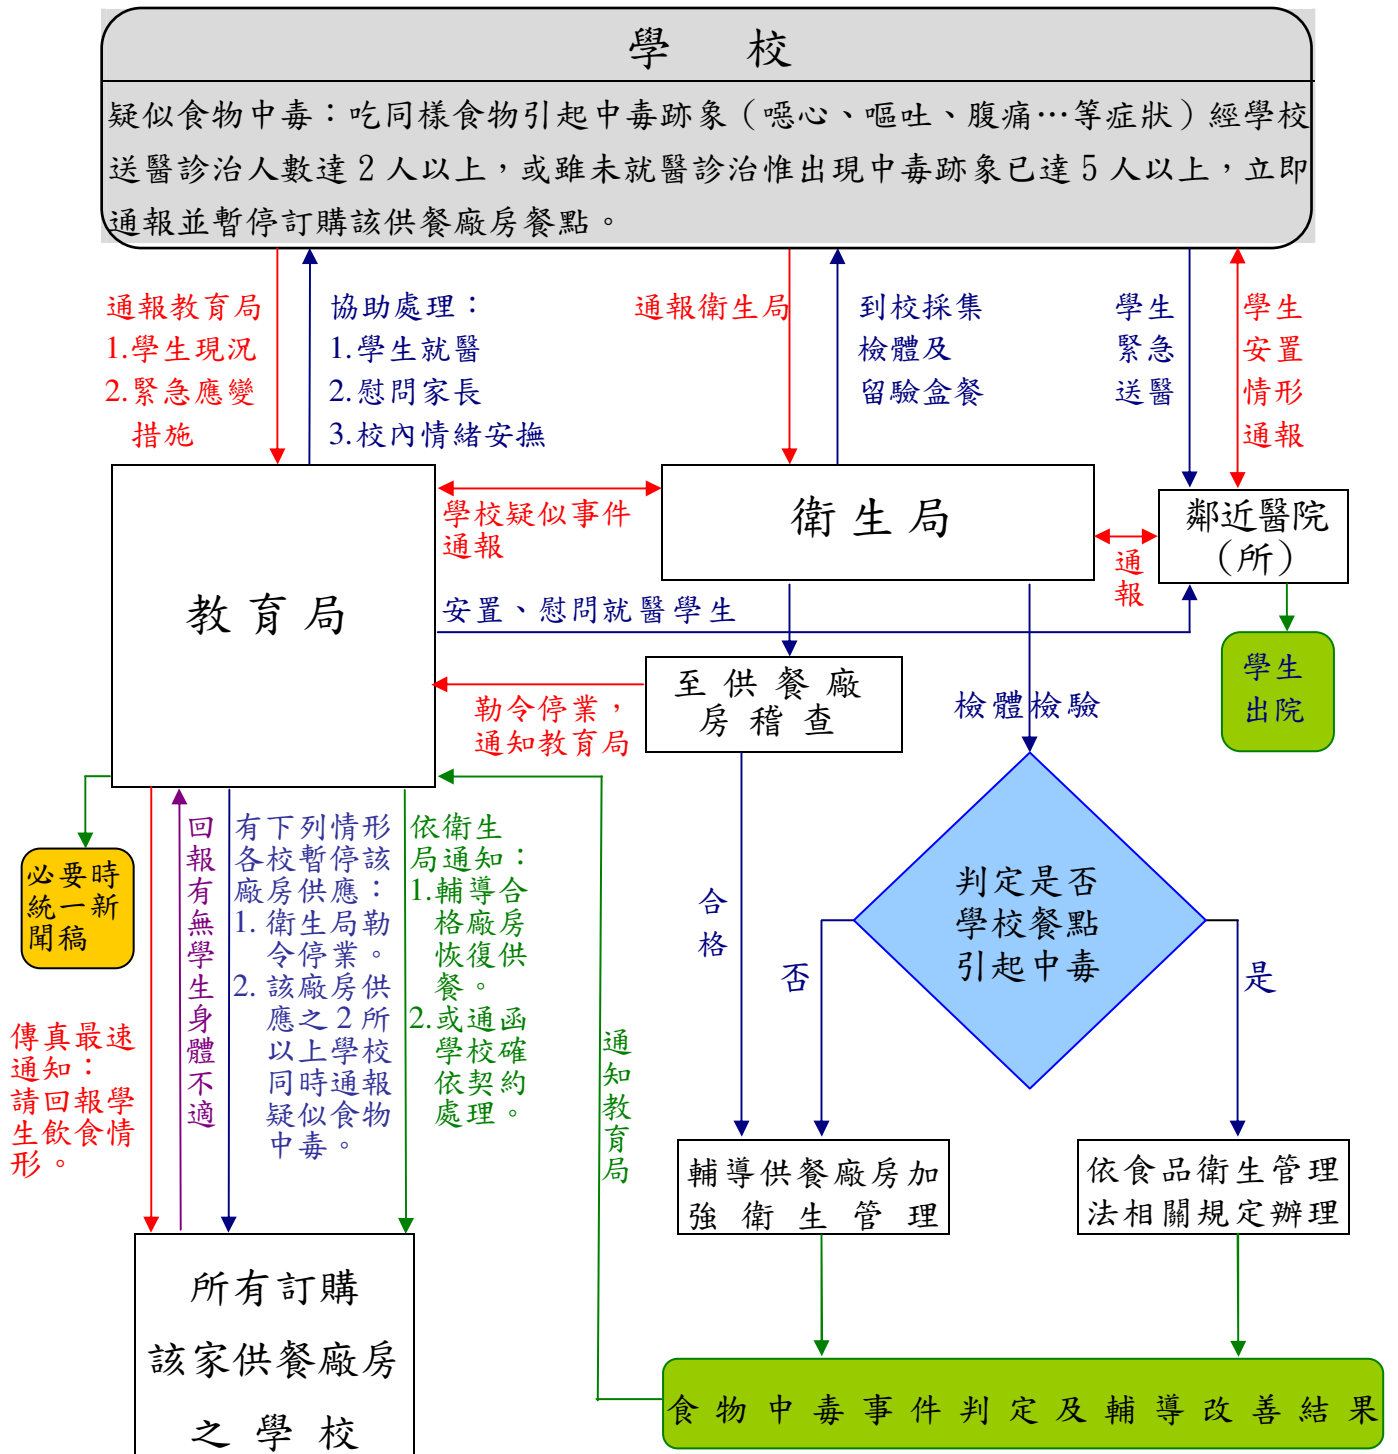 學 校
疑似食物中毒：吃同樣食物引起中毒跡象（噁心、嘔吐、腹痛…等症狀）經學校
送醫診治人數達 2 人以上，或雖未就醫診治惟出現中毒跡象已達 5 人以上，立即
通報並暫停訂購該供餐廠房餐點。
通報教育局
1.學生現況
2.緊急應變
措施
協助處理：
1.學生就醫
2.慰問家長
3.校內情緒安撫
通報衛生局
到校採集
檢體及
留驗盒餐
學生
緊急
送醫
學生
安置
情形
通報
教育局
學校疑似事件
通報
衛生局
通
報
鄰近醫院
（所）
安置、慰問就醫學生
學生
出院
至供餐廠
房稽查
勒令停業，
通知教育局
檢體檢驗
必要時
統一新
聞稿
傳真最速
通知：
請回報學
生飲食情
形。
回
報
有
無
學
生
身
體
不
適
有下列情形
各校暫停該
廠房供應：
1. 衛生局勒
令停業。
2. 該廠房供
應之 2 所
以上學校
同時通報
疑似食物
中毒。
依衛生
局通知：
1.輔導合
格廠房
恢復供
餐。
2.或通函
學校確
依契約
處理。
通
知
教
育
局
合
格
否
判定是否
學校餐點
引起中毒
是
輔導供餐廠房加
強衛生管理
依食品衛生管理
法相關規定辦理
所有訂購
該家供餐廠房
之學校
食物中毒事件判定及輔導改善結果